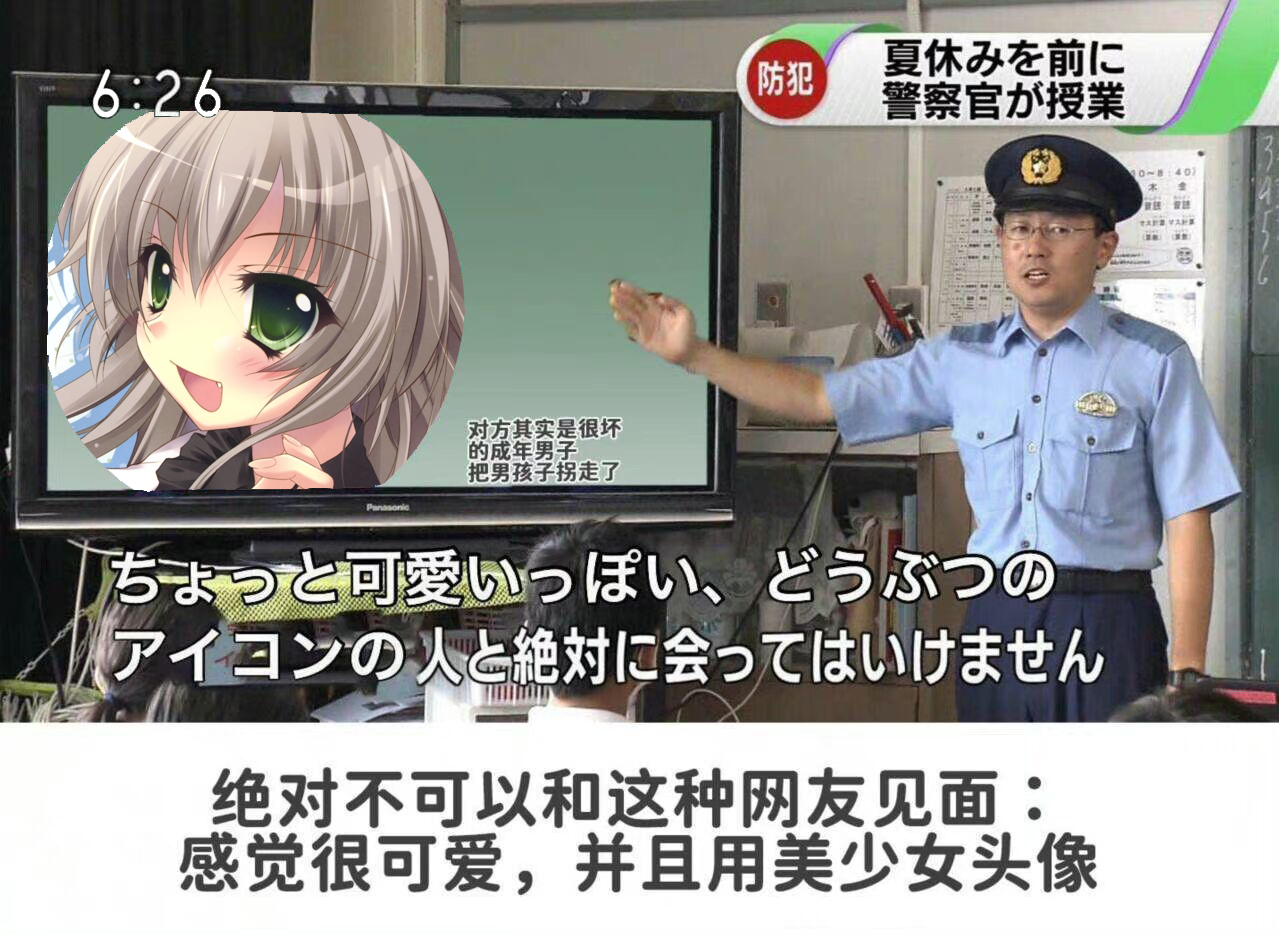 6:26
防犯
夏休みを前に
警察官が授業
对方其实是很坏
的成年男子
把男孩子拐走了
Panasonic
ちょっと可愛いっぽい、どうぶつの
アイコンの人と絶対に会ってはいけません
绝对不可以和这种网友见面：
感觉很可爱，并且用美少女头像